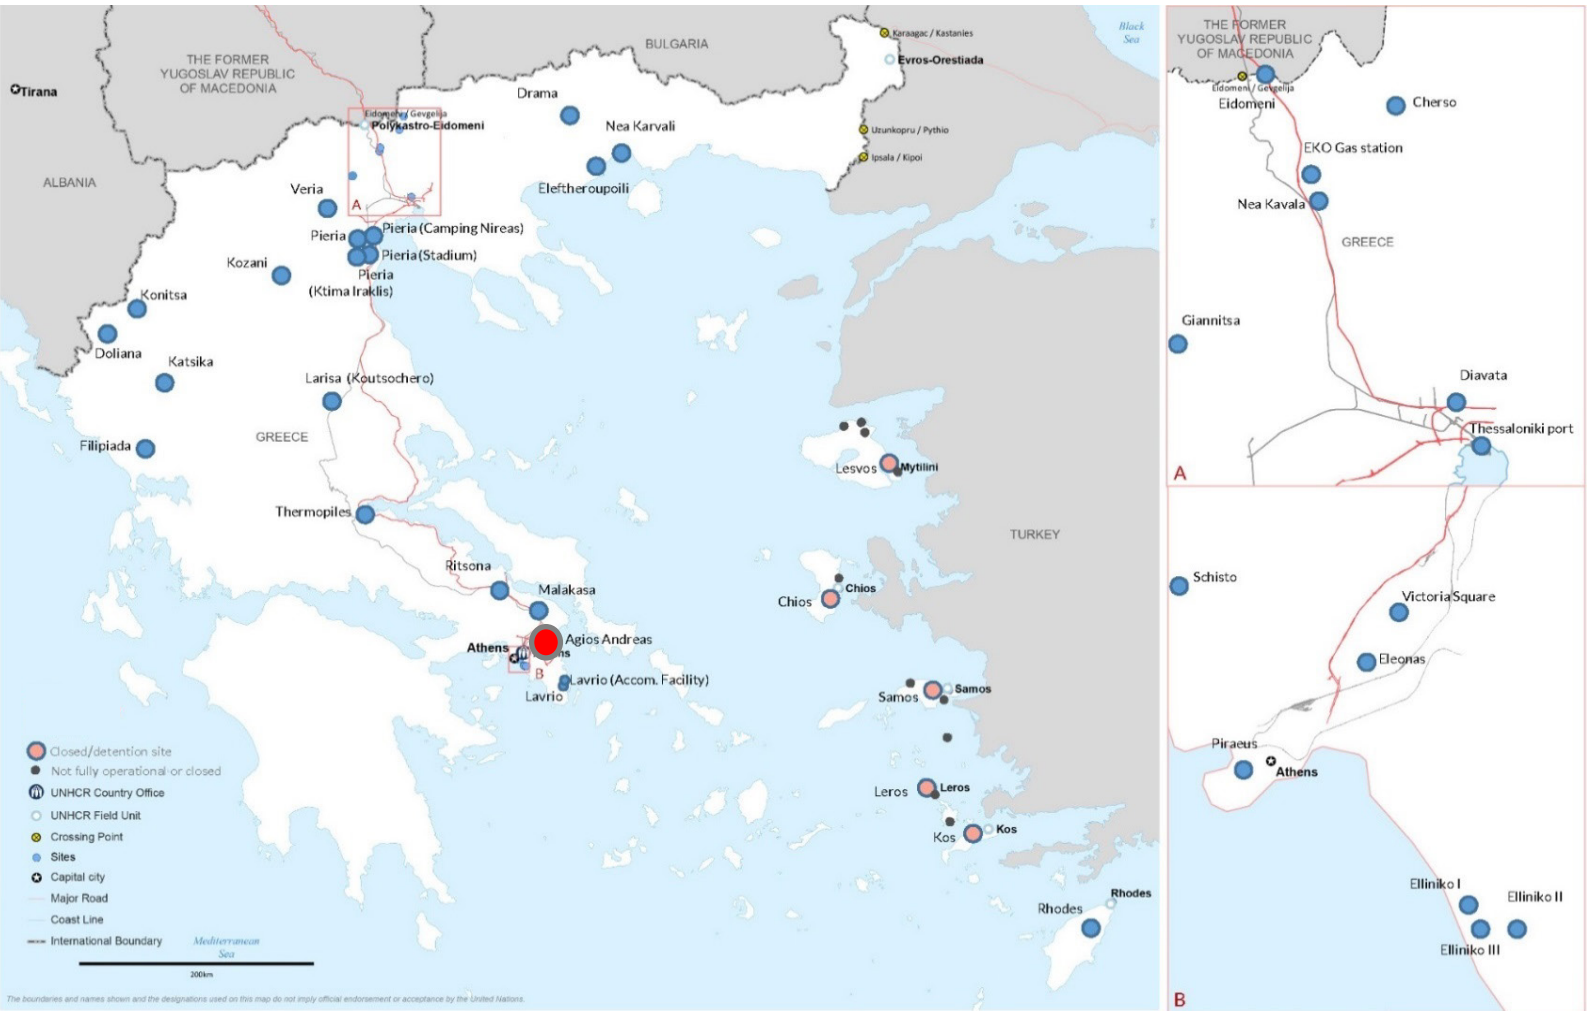 Black
Sea
Karaagac / Kastanies
BULGARIA
Evros-Orestiada
THE FORMER
YUGOSLAV REPUBLIC
OF MACEDONIA
Tirana
Drama
Eidomeni / Gevgelija
Polykastro-Eidomeni
Nea Karvali
Uzunkopru / Pythio
Ipsala / Kipoi
ALBANIA
Veria
Eleftheroupoili
A
Pieria
Pieria (Camping Nireas)
Pieria (Stadium)
Kozani
Pieria
(Ktima Iraklis)
Konitsa
Doliana
Katsika
Larisa (Koutsochero)
GREECE
Filipiada
Lesvos
Mytilini
Thermopiles
TURKEY
Ritsona
Malakasa
Chios
Chios
Agios Andreas
Athens
B
Lavrio (Accom. Facility)
Lavrio
Samos
Samos
Leros
Leros
Kos
Kos
Rhodes
Rhodes
Closed/detention site
Not fully operational or closed
UNHCR Country Office
UNHCR Field Unit
Crossing Point
Sites
Capital city
Major Road
Coast Line
International Boundary
Mediterranean
Sea
200km
The boundaries and names shown and the designations used on this map do not imply official endorsement or acceptance by the United Nations.
THE FORMER
YUGOSLAV REPUBLIC
OF MACEDONIA
Eidomeni / Gevgelija
Eidomeni
Cherso
EKO Gas station
Nea Kavala
GREECE
Giannitsa
Diavata
Thessaloniki port
A
Schisto
Victoria Square
Eleonas
Piraeus
Athens
Elliniko I
Elliniko II
Elliniko III
B